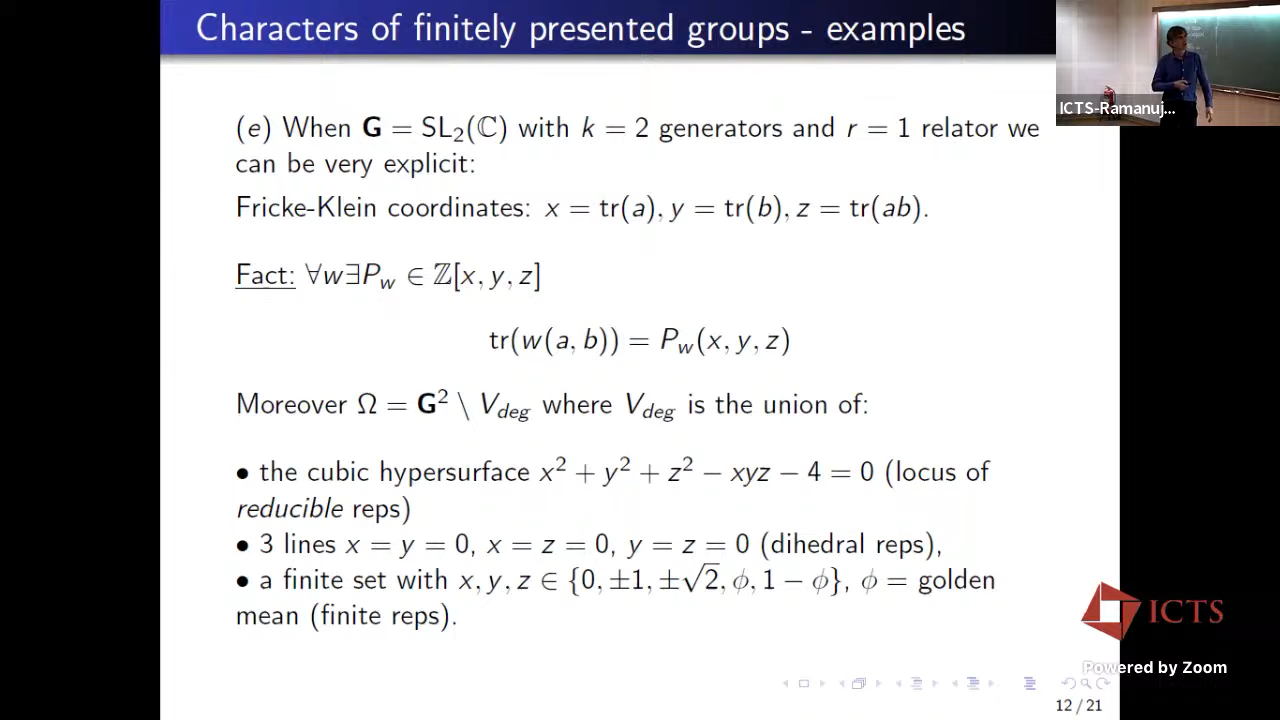 Characters of finitely presented groups - examples
ICTS-Ramanuj...
(e) When G = SL₂(ℂ) with k = 2 generators and r = 1 relator we
can be very explicit:
Fricke-Klein coordinates: x = tr(a), y = tr(b), z = tr(ab).
Fact: ∀w∃P_w ∈ ℤ[x, y, z]
tr(w(a, b)) = P_w(x, y, z)
Moreover Ω = G² \ V_deg where V_deg is the union of:
• the cubic hypersurface x² + y² + z² − xyz − 4 = 0 (locus of
reducible reps)
• 3 lines x = y = 0, x = z = 0, y = z = 0 (dihedral reps),
• a finite set with x, y, z ∈ {0, ±1, ±√2, ϕ, 1 − ϕ}, ϕ = golden
mean (finite reps).
ICTS
Powered by Zoom
12 / 21